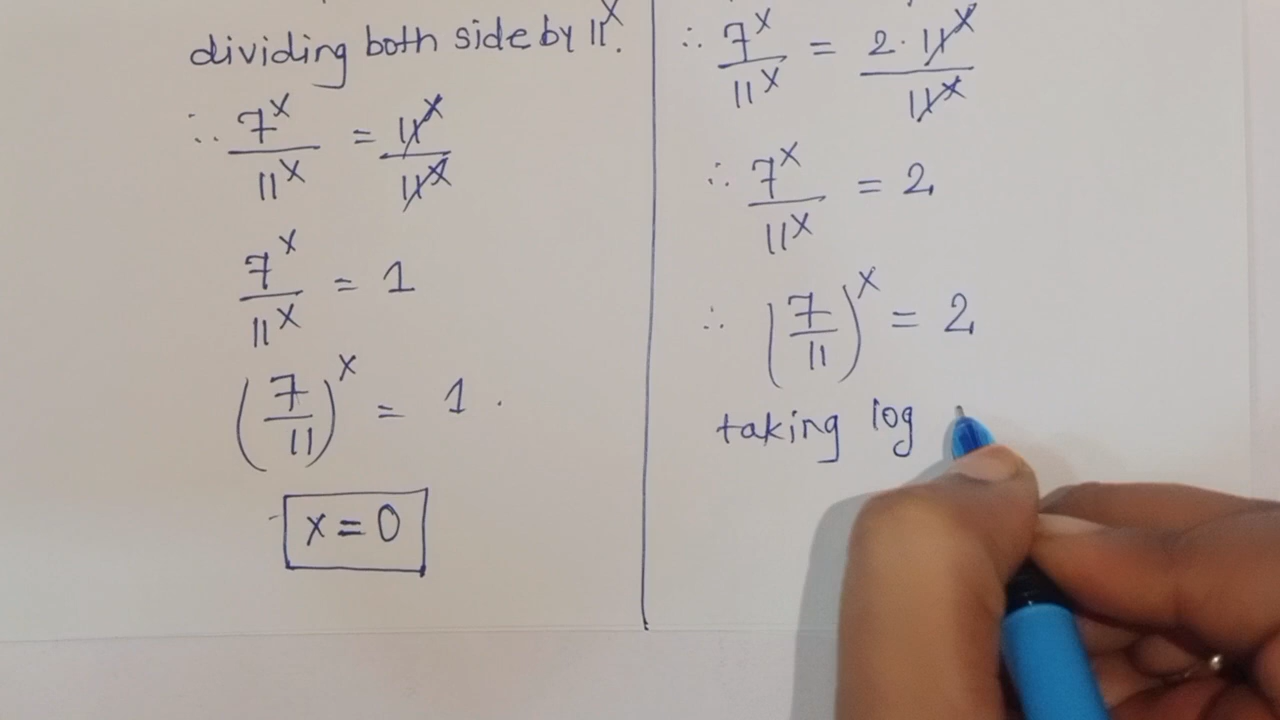 dividing both side by 11^x.
∴ 7^x/11^x = 11^x/11^x
7^x/11^x = 1
(7/11)^x = 1.
x = 0
∴ 7^x/11^x = 2·11^x/11^x
∴ 7^x/11^x = 2
∴ (7/11)^x = 2
taking log